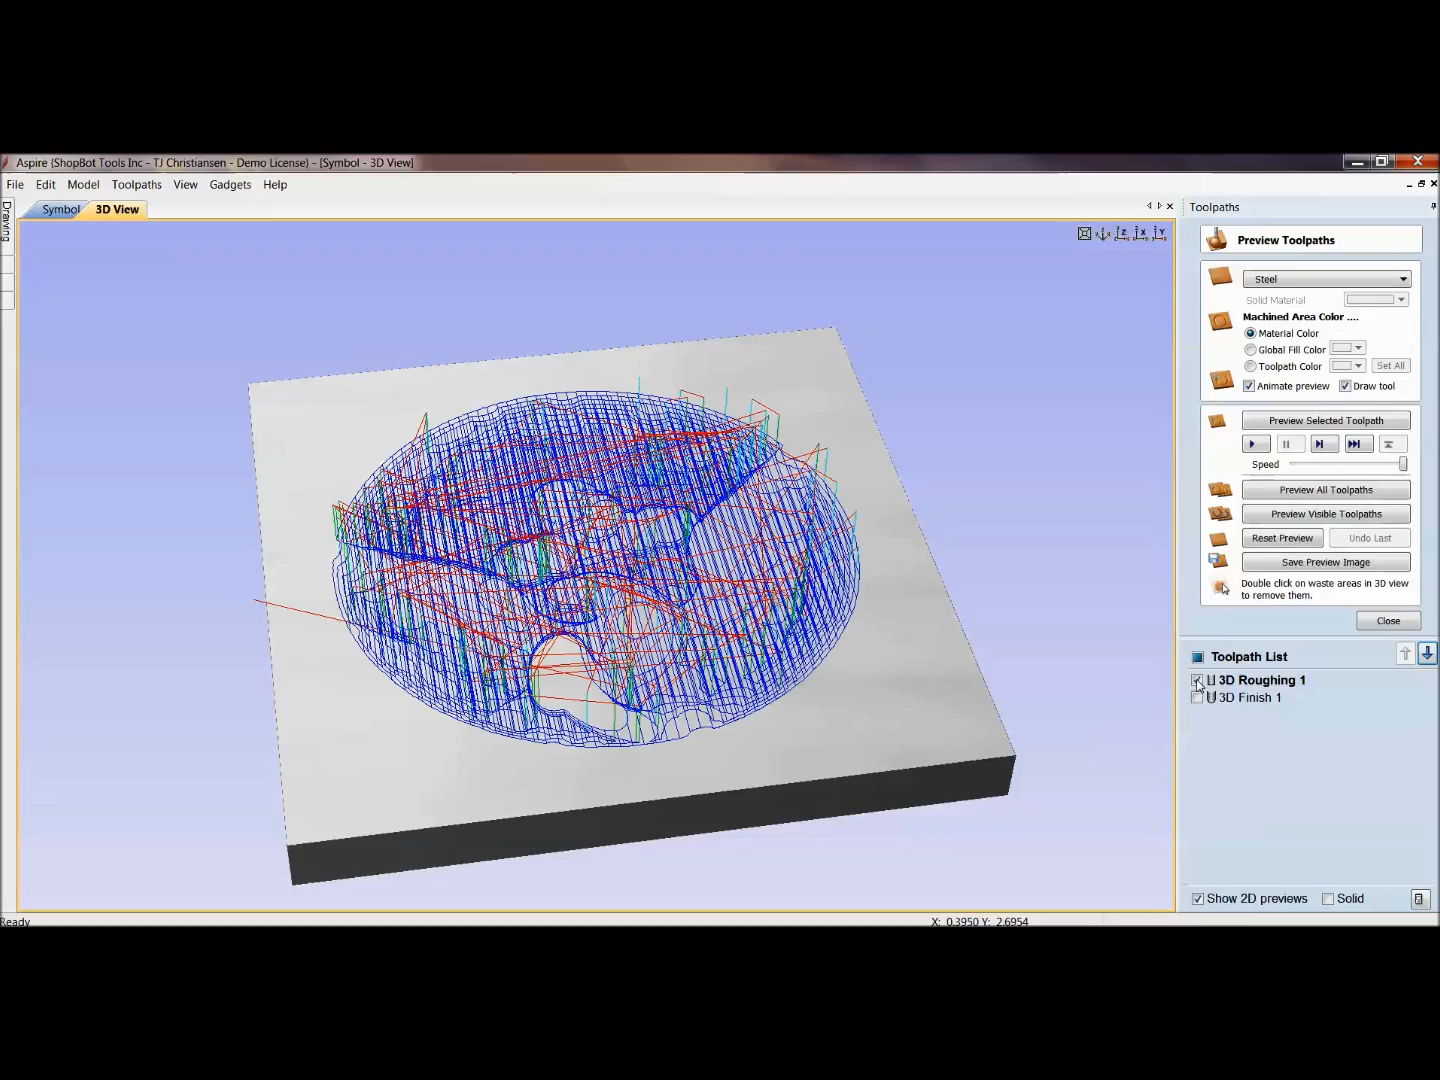 Aspire {ShopBot Tools Inc - TJ Christiansen - Demo License} - [Symbol - 3D View]
File Edit Model Toolpaths View Gadgets Help
Drawing
Symbol 3D View
Z X Y
Toolpaths
Preview Toolpaths
Steel
Solid Material
Machined Area Color ....
Material Color
Global Fill Color
Toolpath Color Set All
Animate preview Draw tool
Preview Selected Toolpath
Speed
Preview All Toolpaths
Preview Visible Toolpaths
Reset Preview Undo Last
Save Preview Image
Double click on waste areas in 3D view
to remove them.
Close
Toolpath List
3D Roughing 1
3D Finish 1
Show 2D previews Solid
Ready X: 0.3950 Y: 2.6954